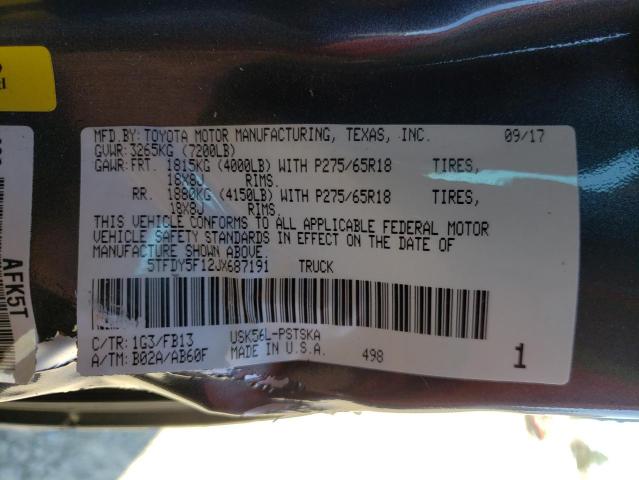 MFD.BY: TOYOTA MOTOR MANUFACTURING, TEXAS, INC. 09/17
GVWR: 3265KG (7200LB)
GAWR: FRT. 1815KG (4000LB) WITH P275/65R18 TIRES,
18X8J RIMS.
RR. 1880KG (4150LB) WITH P275/65R18 TIRES,
18X8J RIMS.
THIS VEHICLE CONFORMS TO ALL APPLICABLE FEDERAL MOTOR
VEHICLE SAFETY STANDARDS IN EFFECT ON THE DATE OF
MANUFACTURE SHOWN ABOVE.
5TFDY5F12JX687191 TRUCK
C/TR: 1G3/FB13 USK56L-PSTSKA
A/TM: B02A/AB60F MADE IN U.S.A. 498 1
AFK5T